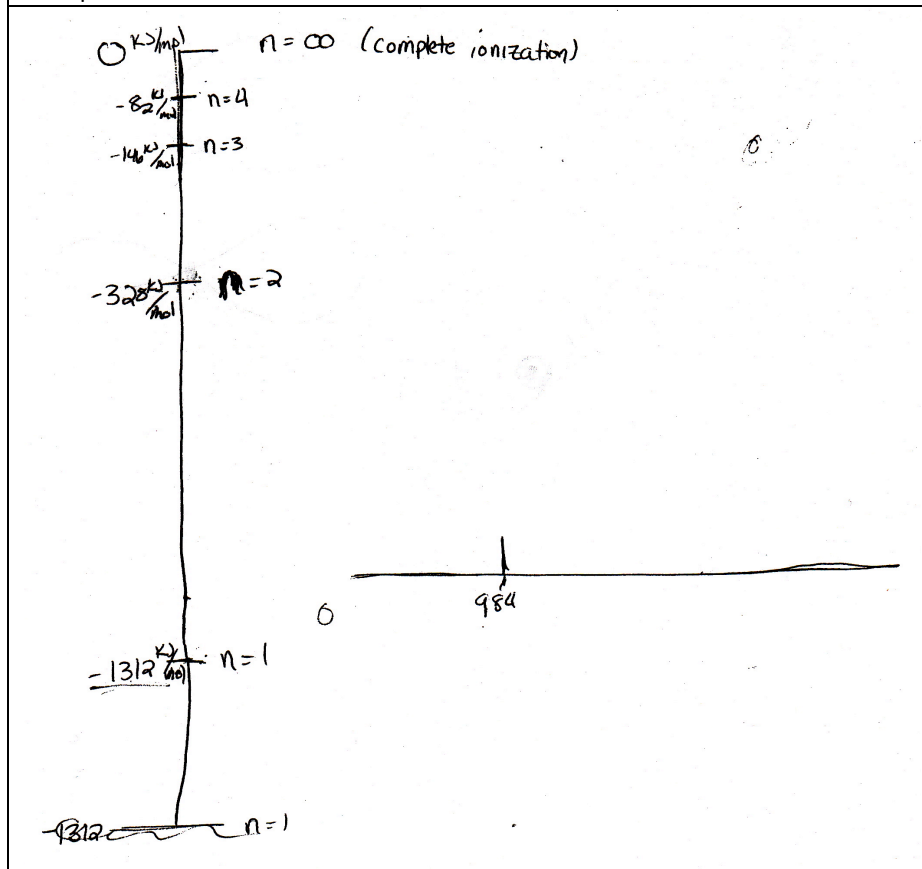 0 KJ/mol n = ∞ (complete ionization)
-82 KJ/mol n=4
-146 KJ/mol n=3
-328 KJ/mol n=2
984
0
-1312 KJ/mol n=1
-1312 n=1